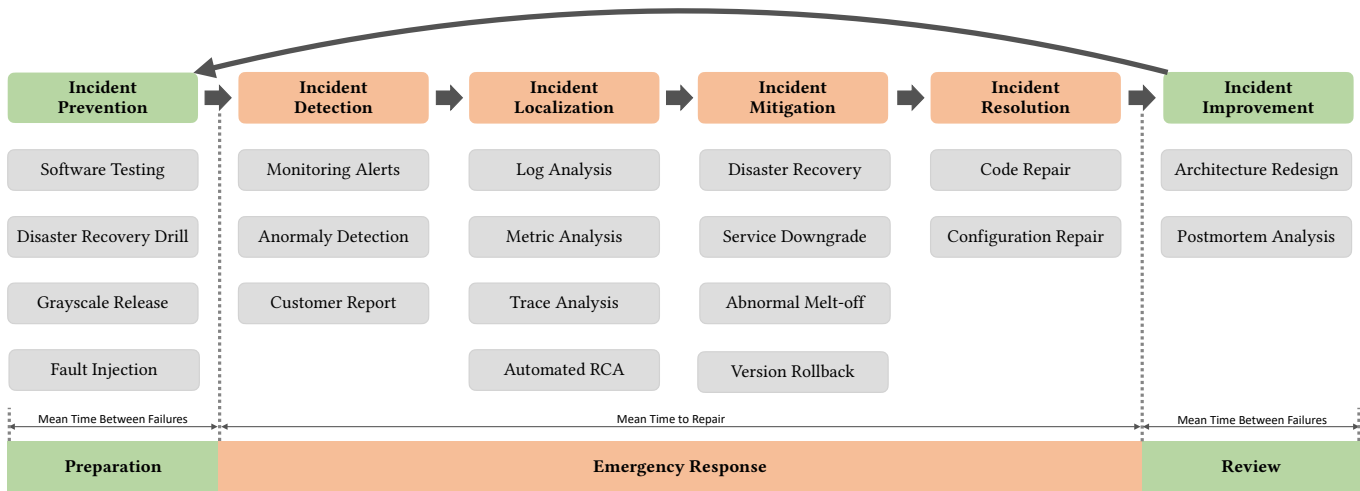 Incident
Prevention
Incident
Detection
Incident
Localization
Incident
Mitigation
Incident
Resolution
Incident
Improvement
Software Testing
Monitoring Alerts
Log Analysis
Disaster Recovery
Code Repair
Architecture Redesign
Disaster Recovery Drill
Anormaly Detection
Metric Analysis
Service Downgrade
Configuration Repair
Postmortem Analysis
Grayscale Release
Customer Report
Trace Analysis
Abnormal Melt-off
Fault Injection
Automated RCA
Version Rollback
Mean Time Between Failures
Mean Time to Repair
Mean Time Between Failures
Preparation
Emergency Response
Review